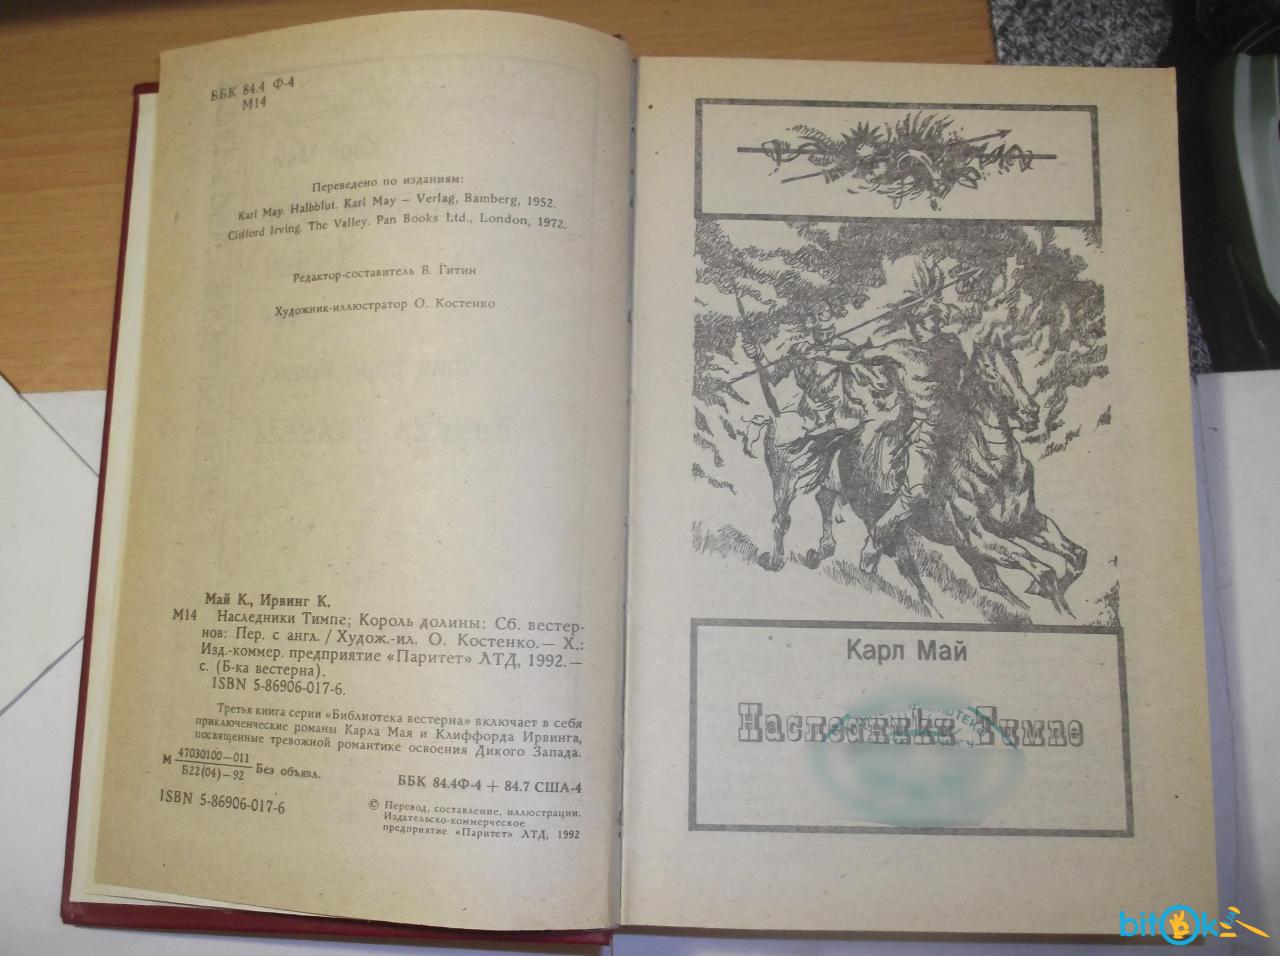 ББК 84.4 Ф-4
М14
Переведено по изданиям:
Karl May. Halbblut. Karl May – Verlag, Bamberg, 1952.
Clifford Irving. The Valley. Pan Books Ltd., London, 1972.
Редактор-составитель В. Гитин
Художник-иллюстратор О. Костенко
Май К., Ирвинг К.
М14 Наследники Тимпе; Король долины: Сб. вестер-
нов: Пер. с англ. / Худож.-ил. О. Костенко. — Х.:
Изд.-коммер. предприятие «Паритет» ЛТД, 1992. —
с. (Б-ка вестерна).
ISBN 5-86906-017-6.
Третья книга серии «Библиотека вестерна» включает в себя
приключенческие романы Карла Мая и Клиффорда Ирвинга,
посвященные тревожной романтике освоения Дикого Запада.
М 47030100—011
Б22(04)—92 Без объявл.
ББК 84.4Ф-4 + 84.7 США-4
ISBN 5-86906-017-6
© Перевод, составление, иллюстрации.
Издательско-коммерческое
предприятие «Паритет» ЛТД, 1992
Карл Май
Наследники Тимпе
bitok.ua